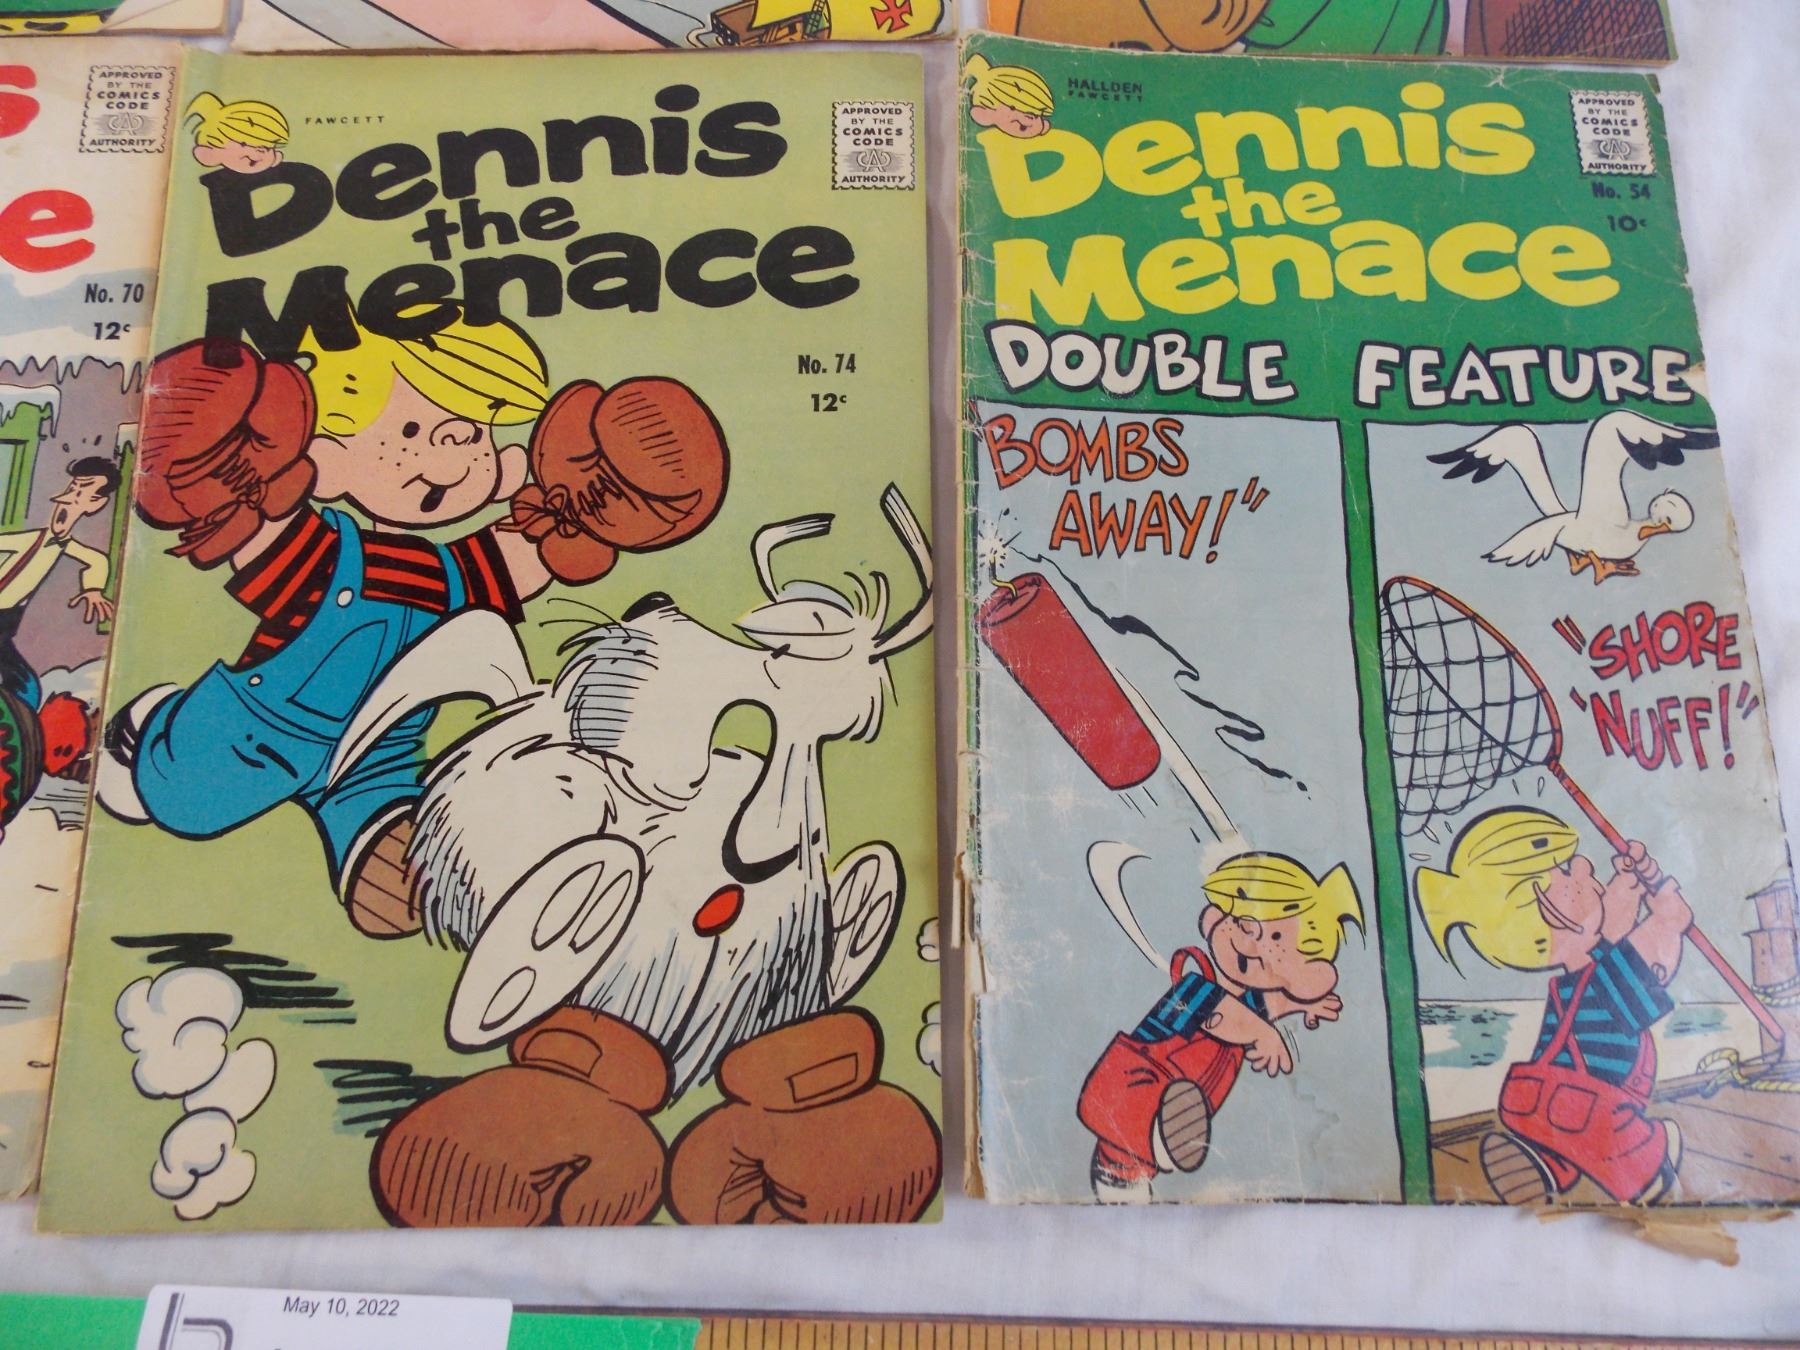 s
e
APPROVED
BY THE
COMICS
CODE
AUTHORITY
No. 70
12¢
FAWCETT
Dennis
the
Menace
APPROVED
BY THE
COMICS
CODE
AUTHORITY
No. 74
12¢
HALLDEN
FAWCETT
Dennis
the
Menace
APPROVED
BY THE
COMICS
CODE
AUTHORITY
No. 54
10¢
DOUBLE FEATURE
"BOMBS
AWAY!"
"SHORE
'NUFF!"
May 10, 2022